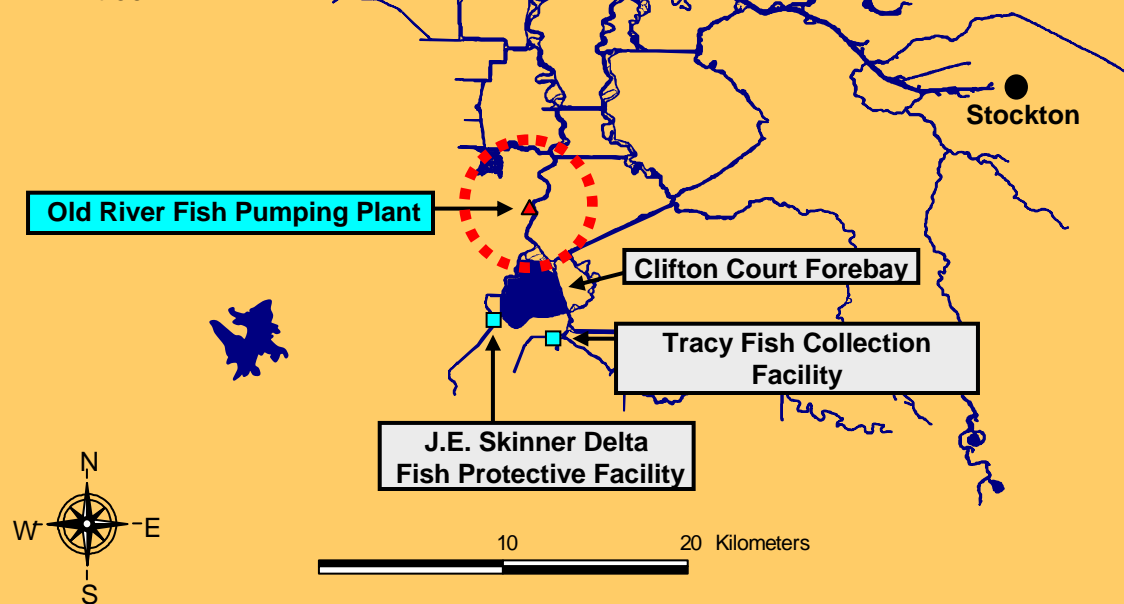 Stockton
Old River Fish Pumping Plant
Clifton Court Forebay
Tracy Fish Collection
Facility
J.E. Skinner Delta
Fish Protective Facility
N
W
E
S
10
20 Kilometers